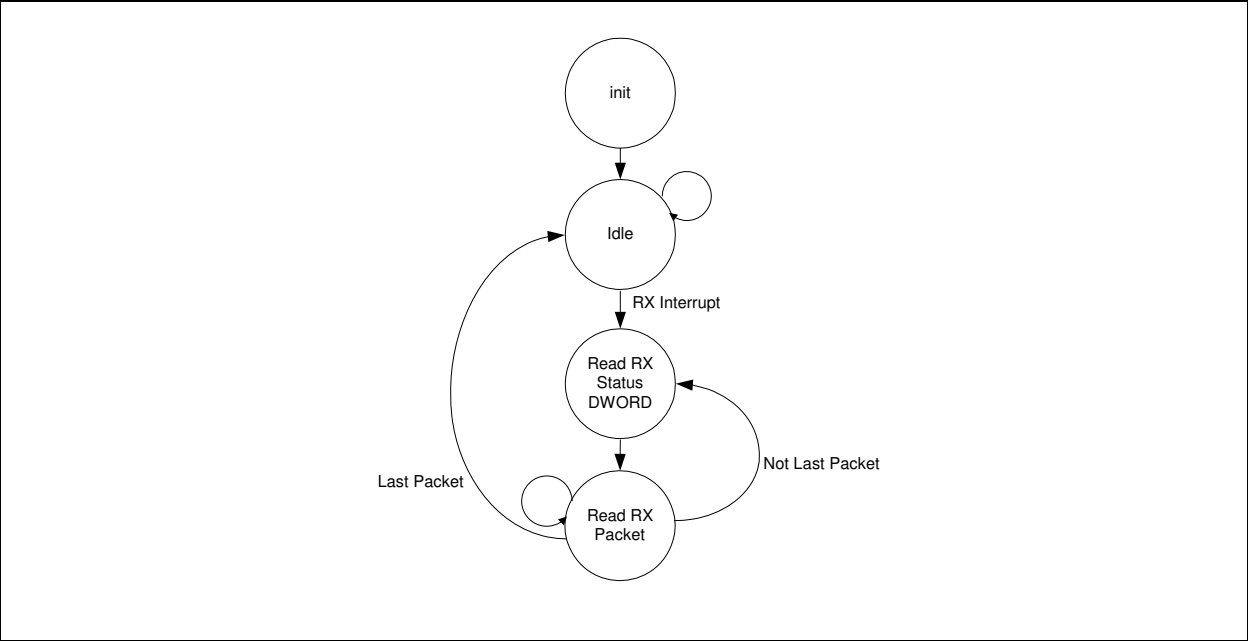 init
Idle
RX Interrupt
Read RX
Status
DWORD
Not Last Packet
Last Packet
Read RX
Packet